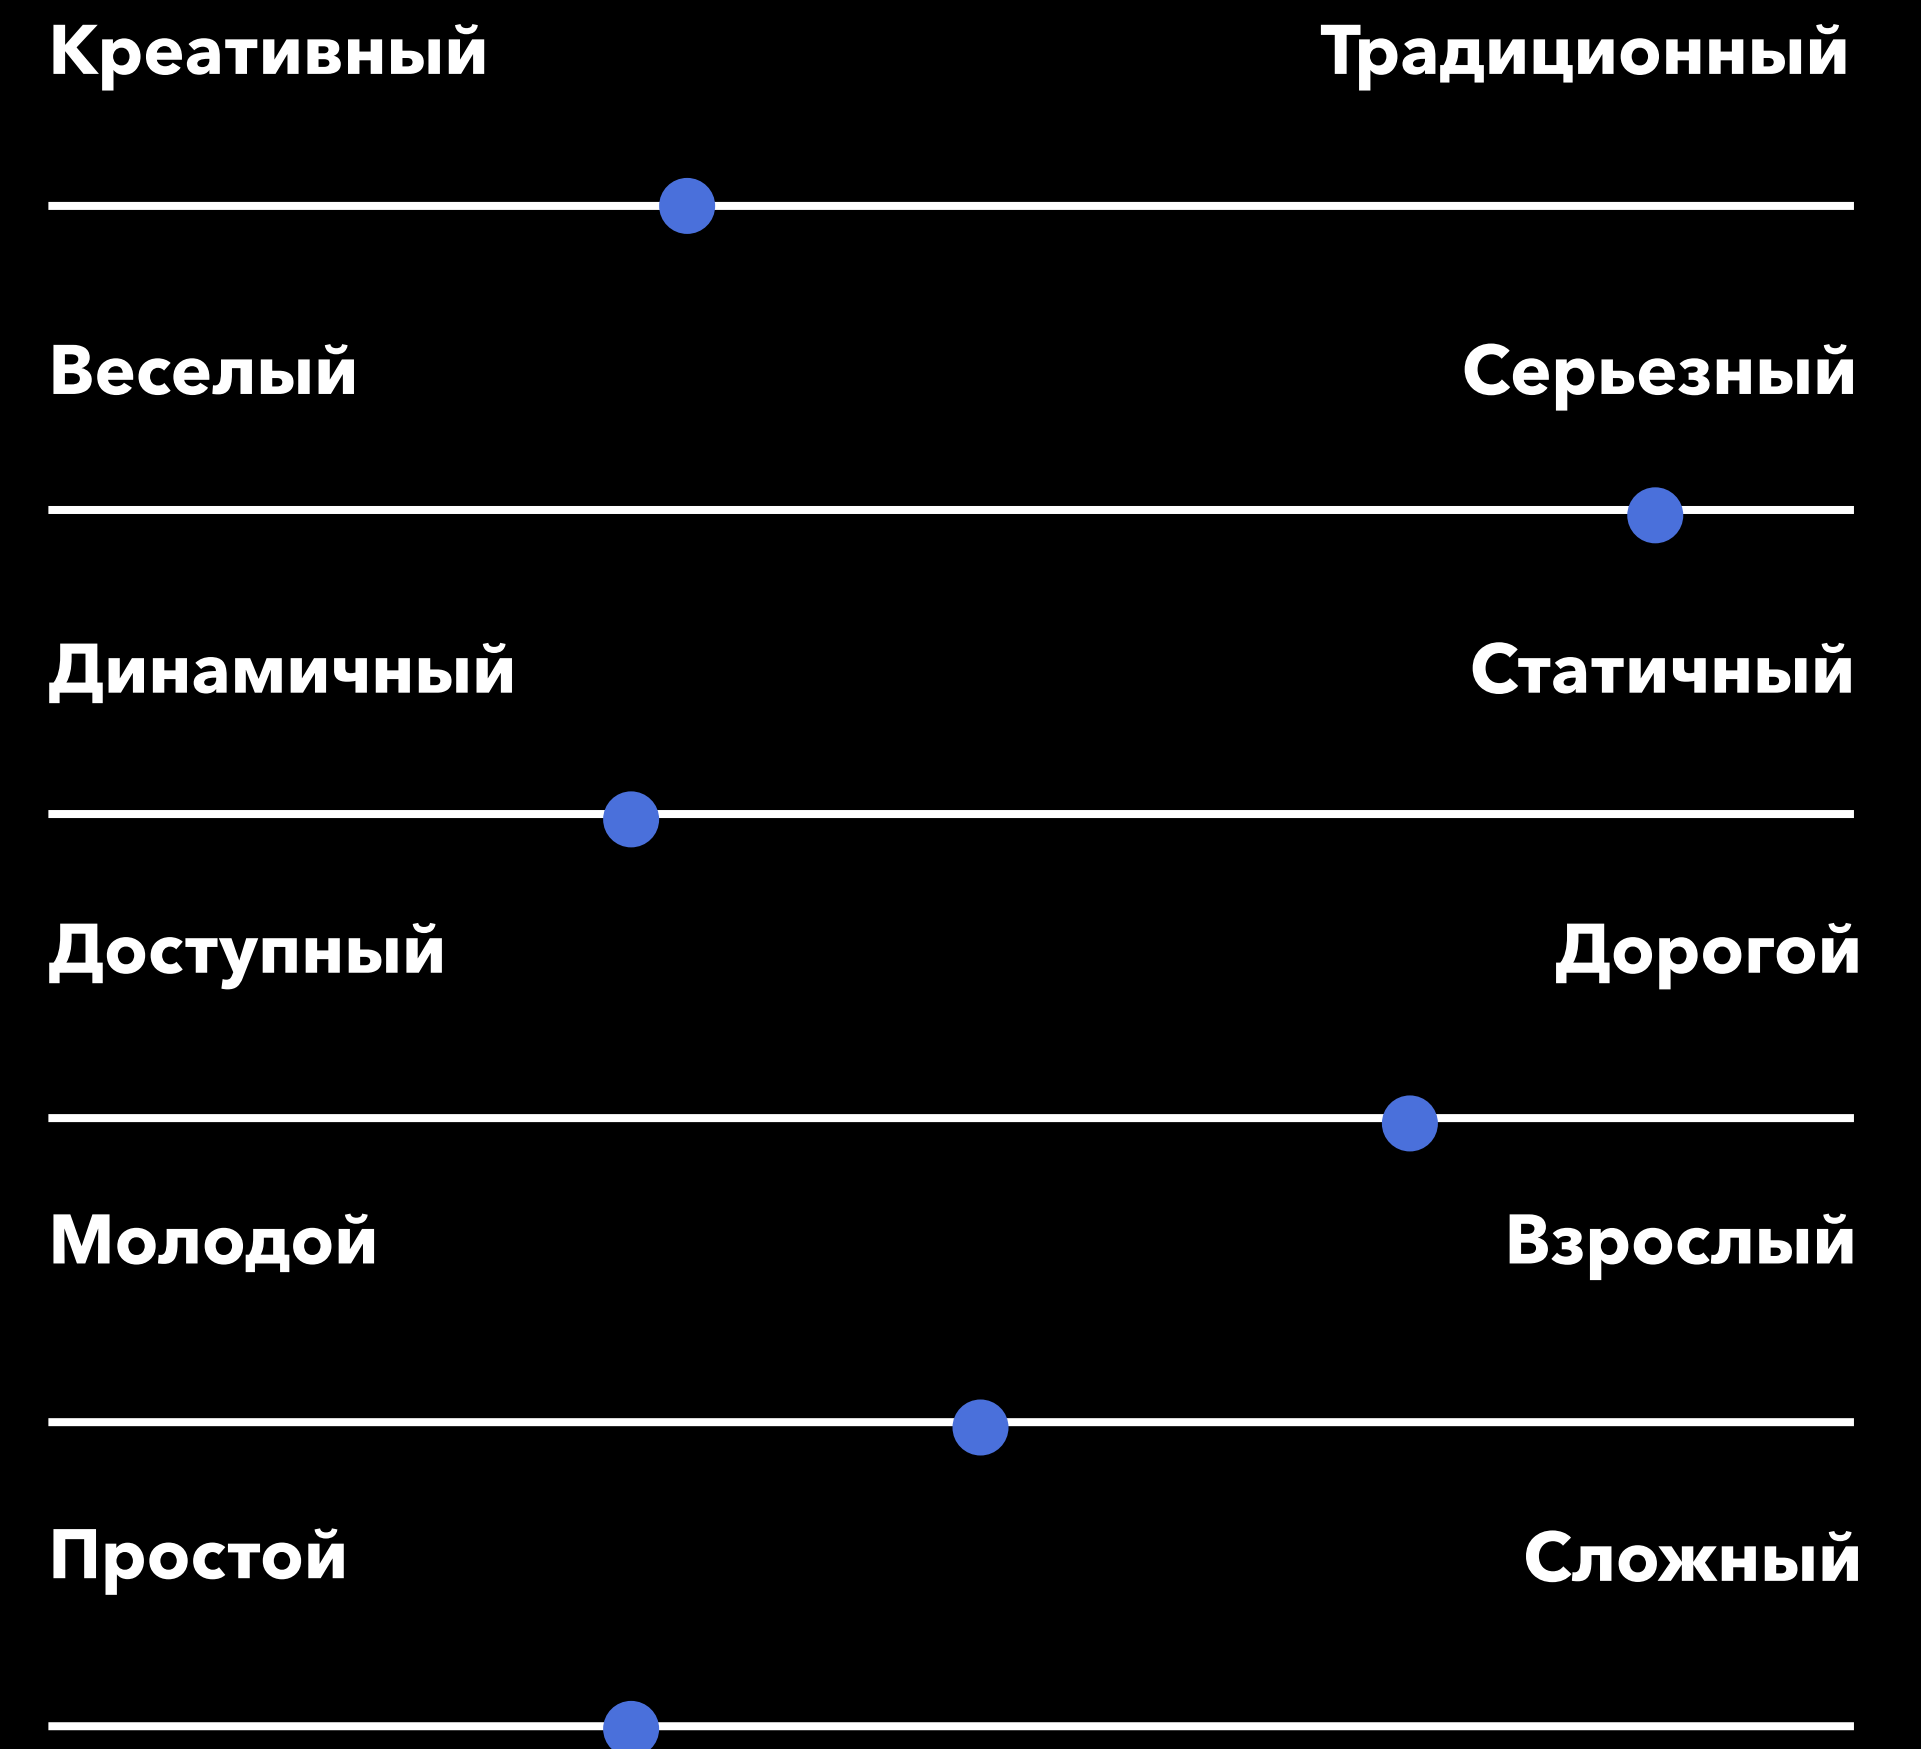 Креативный Традиционный
Веселый Серьезный
Динамичный Статичный
Доступный Дорогой
Молодой Взрослый
Простой Сложный